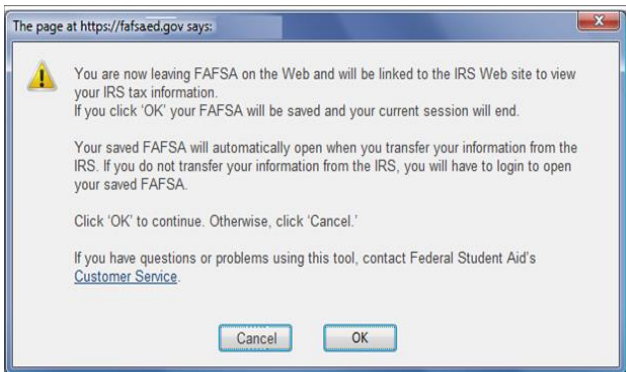 The page at https://fafsa.ed.gov says:
You are now leaving FAFSA on the Web and will be linked to the IRS Web site to view
your IRS tax information.
If you click 'OK' your FAFSA will be saved and your current session will end.
Your saved FAFSA will automatically open when you transfer your information from the
IRS. If you do not transfer your information from the IRS, you will have to login to open
your saved FAFSA.
Click 'OK' to continue. Otherwise, click 'Cancel.'
If you have questions or problems using this tool, contact Federal Student Aid's
Customer Service.
Cancel OK